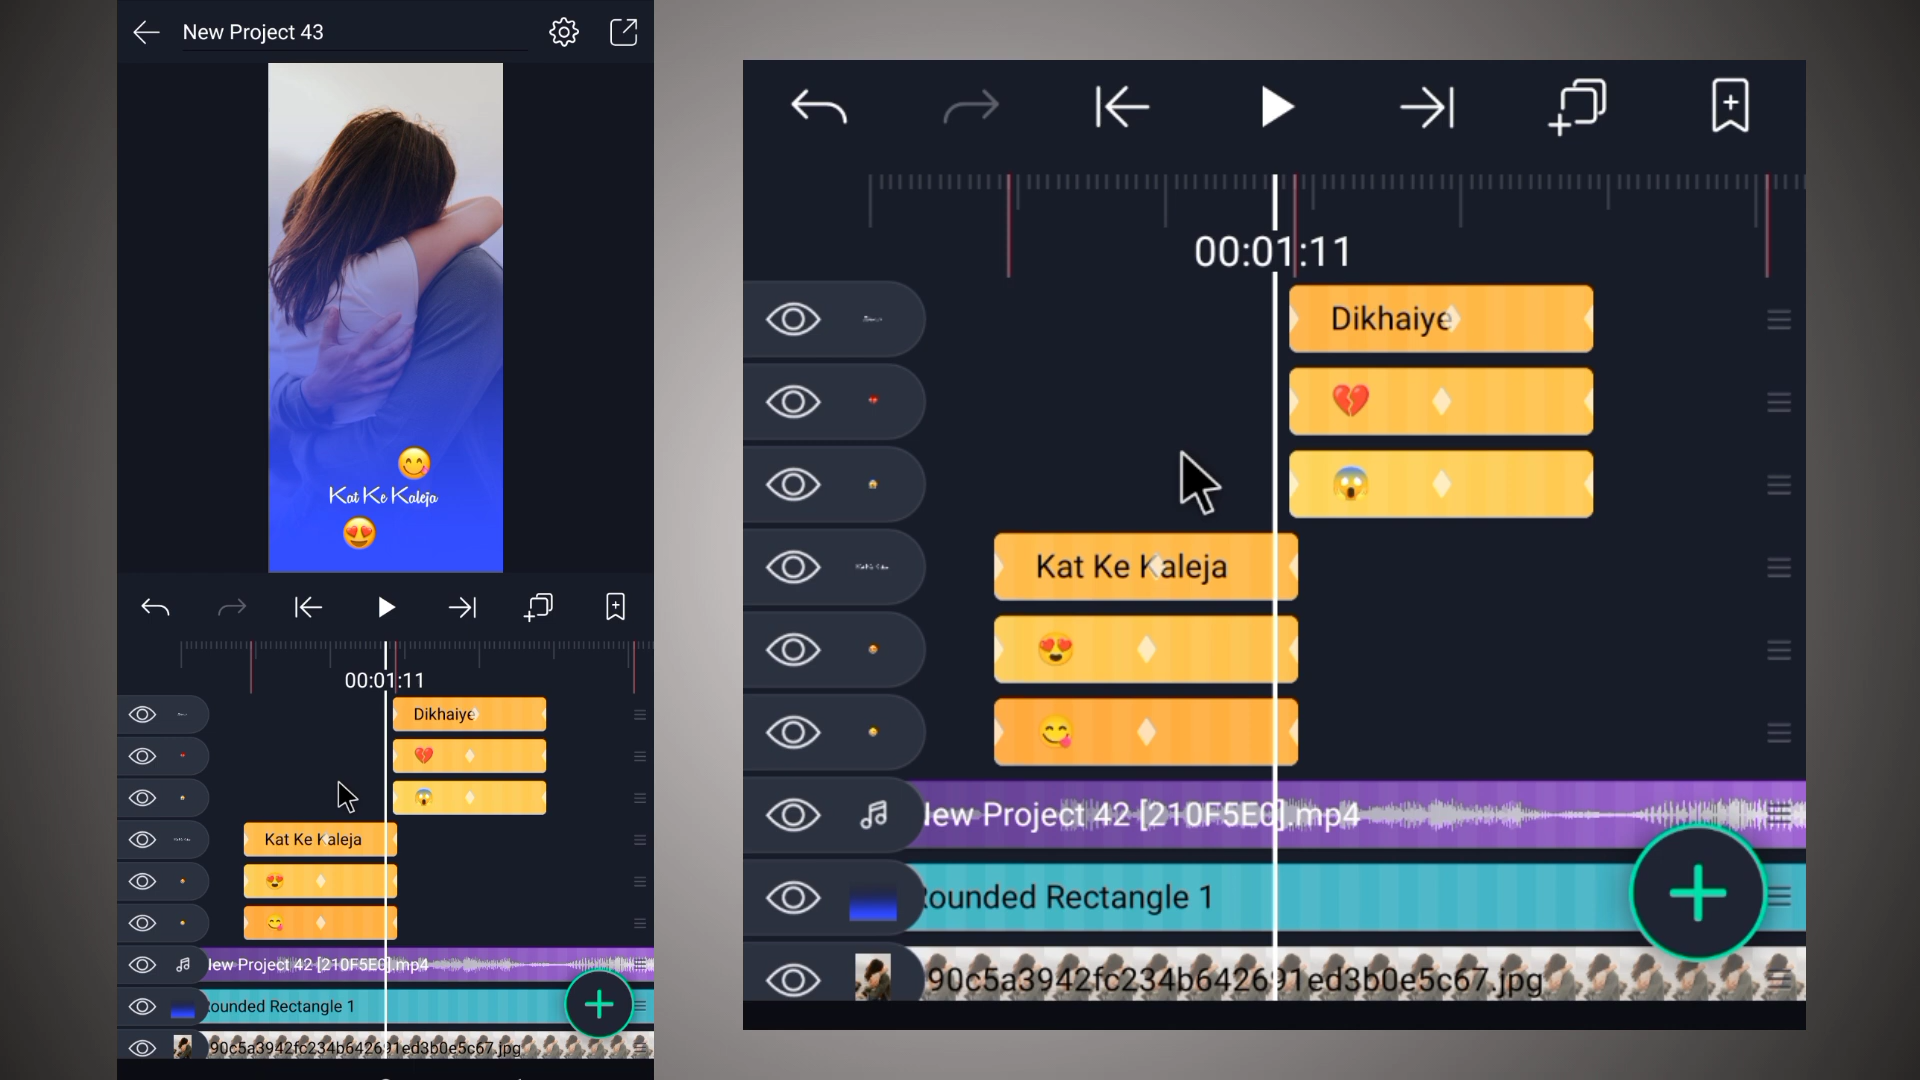 New Project 43
Kat Ke Kaleja
00:01:11
Dikhaiye
Kat Ke Kaleja
lew Project 42 [210F5E0].mp4
ounded Rectangle 1
90c5a3942fc234b642691ed3b0e5c67.jpg
00:01:11
Dikhaiye
Kat Ke Kaleja
lew Project 42 [210F5E0].mp4
ounded Rectangle 1
90c5a3942fc234b642691ed3b0e5c67.jpg